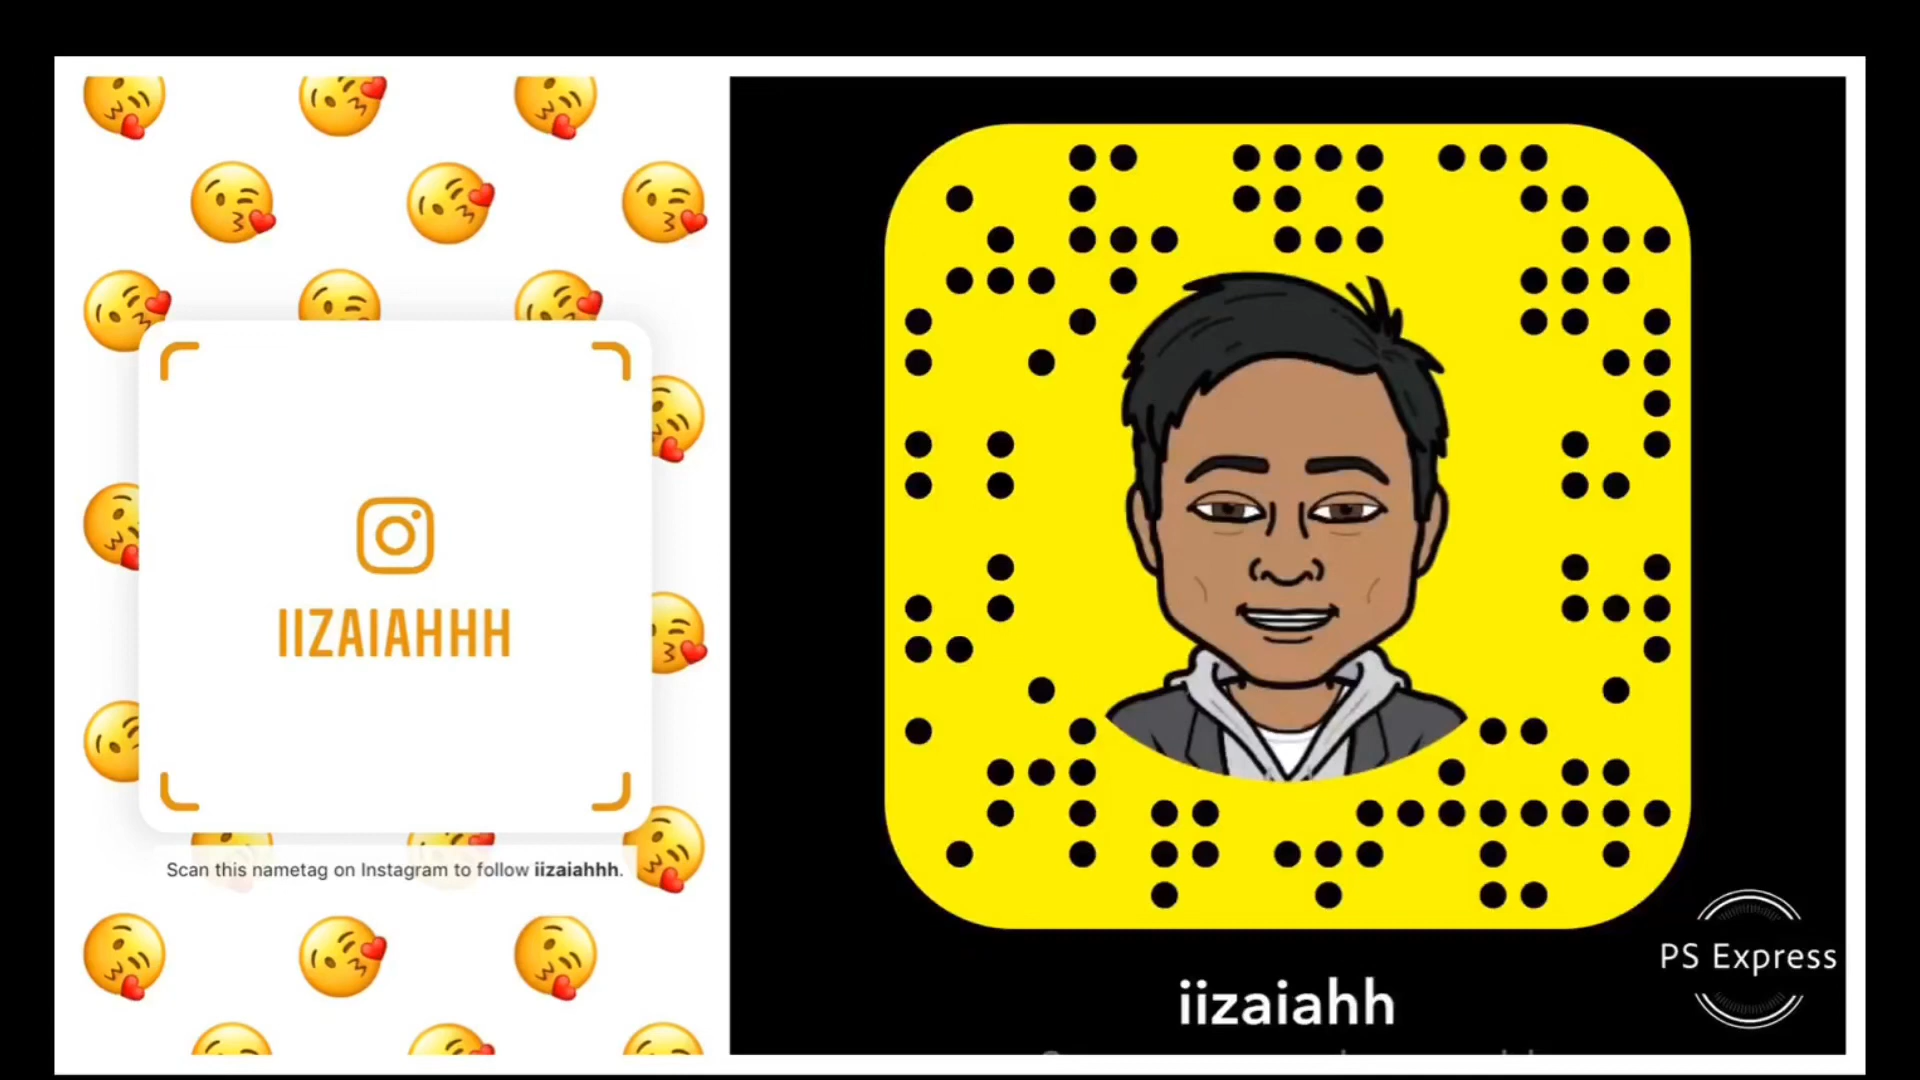 IIZAIAHHH
Scan this nametag on Instagram to follow iizaiahhh.
iizaiahh
PS Express